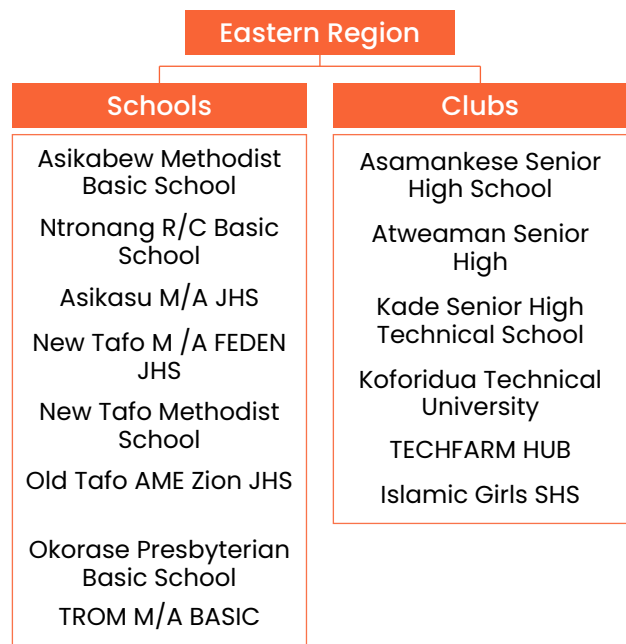 Eastern Region
Schools
Asikabew Methodist
Basic School
Ntronang R/C Basic
School
Asikasu M/A JHS
New Tafo M /A FEDEN
JHS
New Tafo Methodist
School
Old Tafo AME Zion JHS
Okorase Presbyterian
Basic School
TROM M/A BASIC
Clubs
Asamankese Senior
High School
Atweaman Senior
High
Kade Senior High
Technical School
Koforidua Technical
University
TECHFARM HUB
Islamic Girls SHS